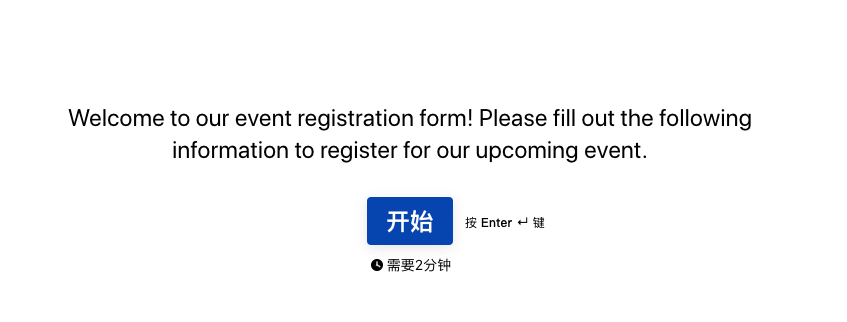 Welcome to our event registration form! Please fill out the following
information to register for our upcoming event.
开始
按 Enter ↵ 键
需要2分钟